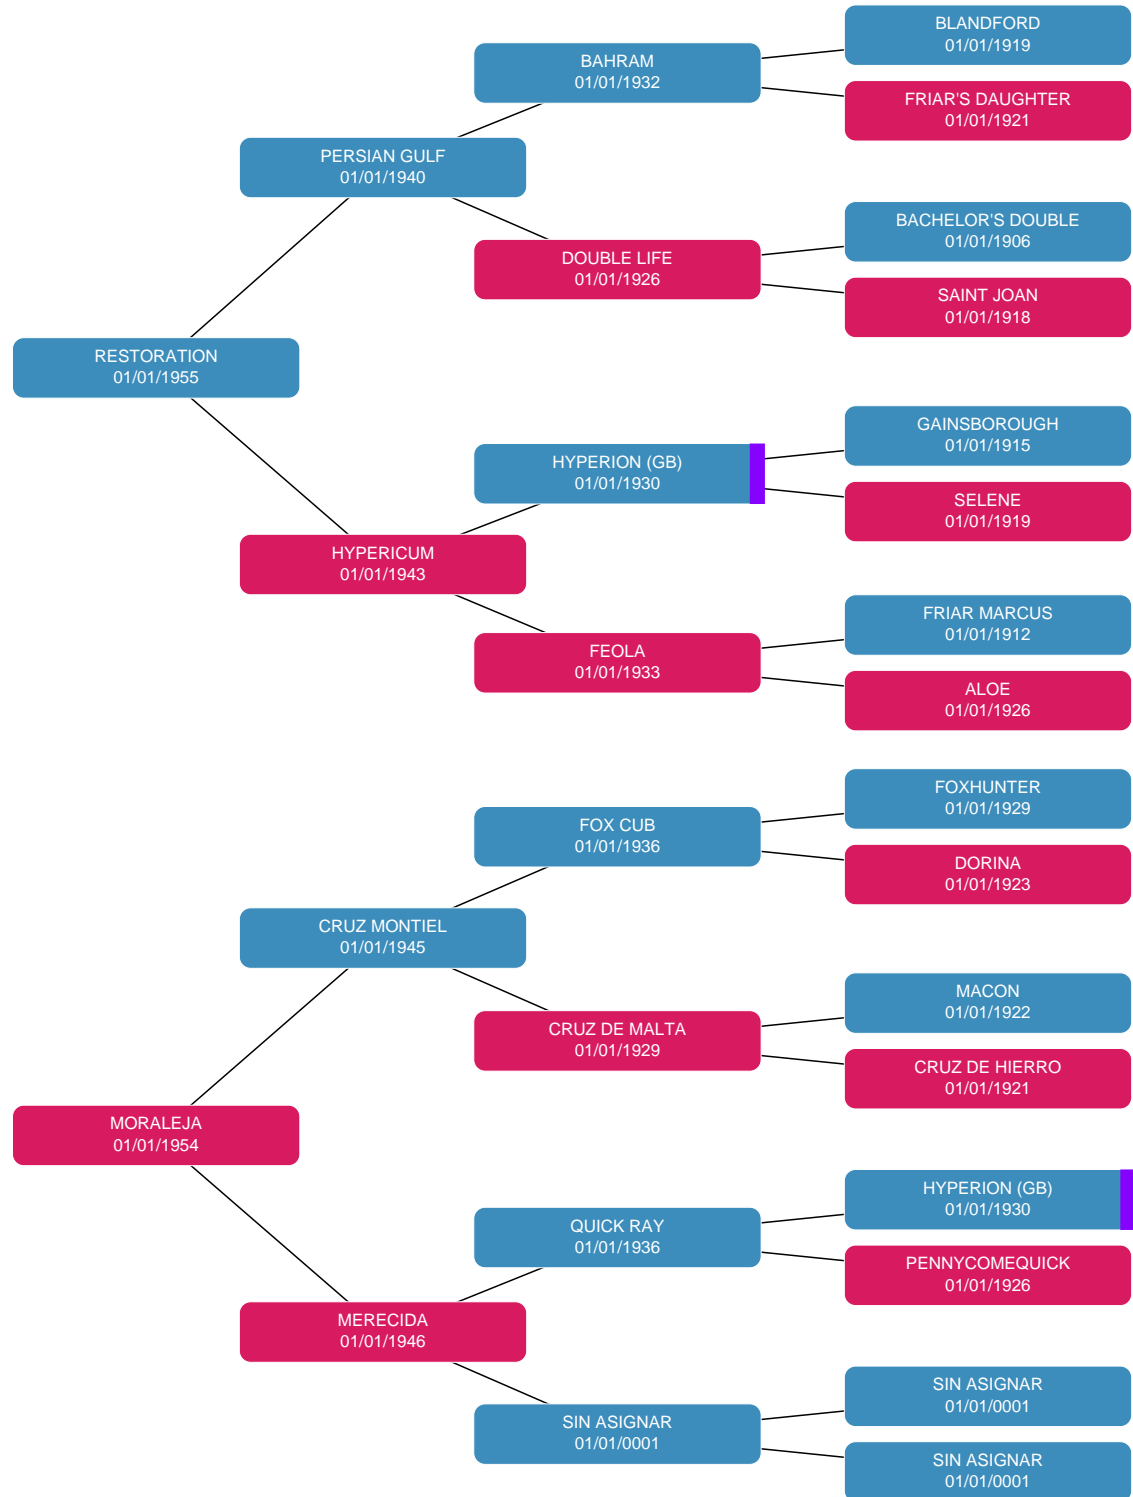 BLANDFORD
01/01/1919
BAHRAM
01/01/1932
FRIAR'S DAUGHTER
01/01/1921
PERSIAN GULF
01/01/1940
BACHELOR'S DOUBLE
01/01/1906
DOUBLE LIFE
01/01/1926
SAINT JOAN
01/01/1918
RESTORATION
01/01/1955
GAINSBOROUGH
01/01/1915
HYPERION (GB)
01/01/1930
SELENE
01/01/1919
HYPERICUM
01/01/1943
FRIAR MARCUS
01/01/1912
FEOLA
01/01/1933
ALOE
01/01/1926
FOXHUNTER
01/01/1929
FOX CUB
01/01/1936
DORINA
01/01/1923
CRUZ MONTIEL
01/01/1945
MACON
01/01/1922
CRUZ DE MALTA
01/01/1929
CRUZ DE HIERRO
01/01/1921
MORALEJA
01/01/1954
HYPERION (GB)
01/01/1930
QUICK RAY
01/01/1936
PENNYCOMEQUICK
01/01/1926
MERECIDA
01/01/1946
SIN ASIGNAR
01/01/0001
SIN ASIGNAR
01/01/0001
SIN ASIGNAR
01/01/0001